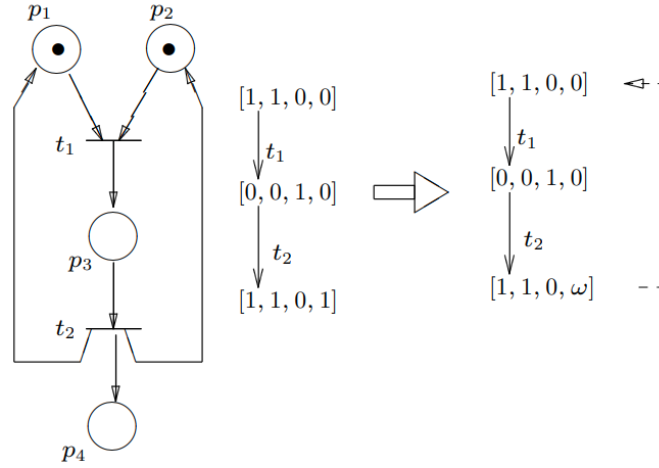 p₁
p₂
t₁
p₃
t₂
p₄
[1, 1, 0, 0]
t₁
[0, 0, 1, 0]
t₂
[1, 1, 0, 1]
[1, 1, 0, 0]
t₁
[0, 0, 1, 0]
t₂
[1, 1, 0, ω]